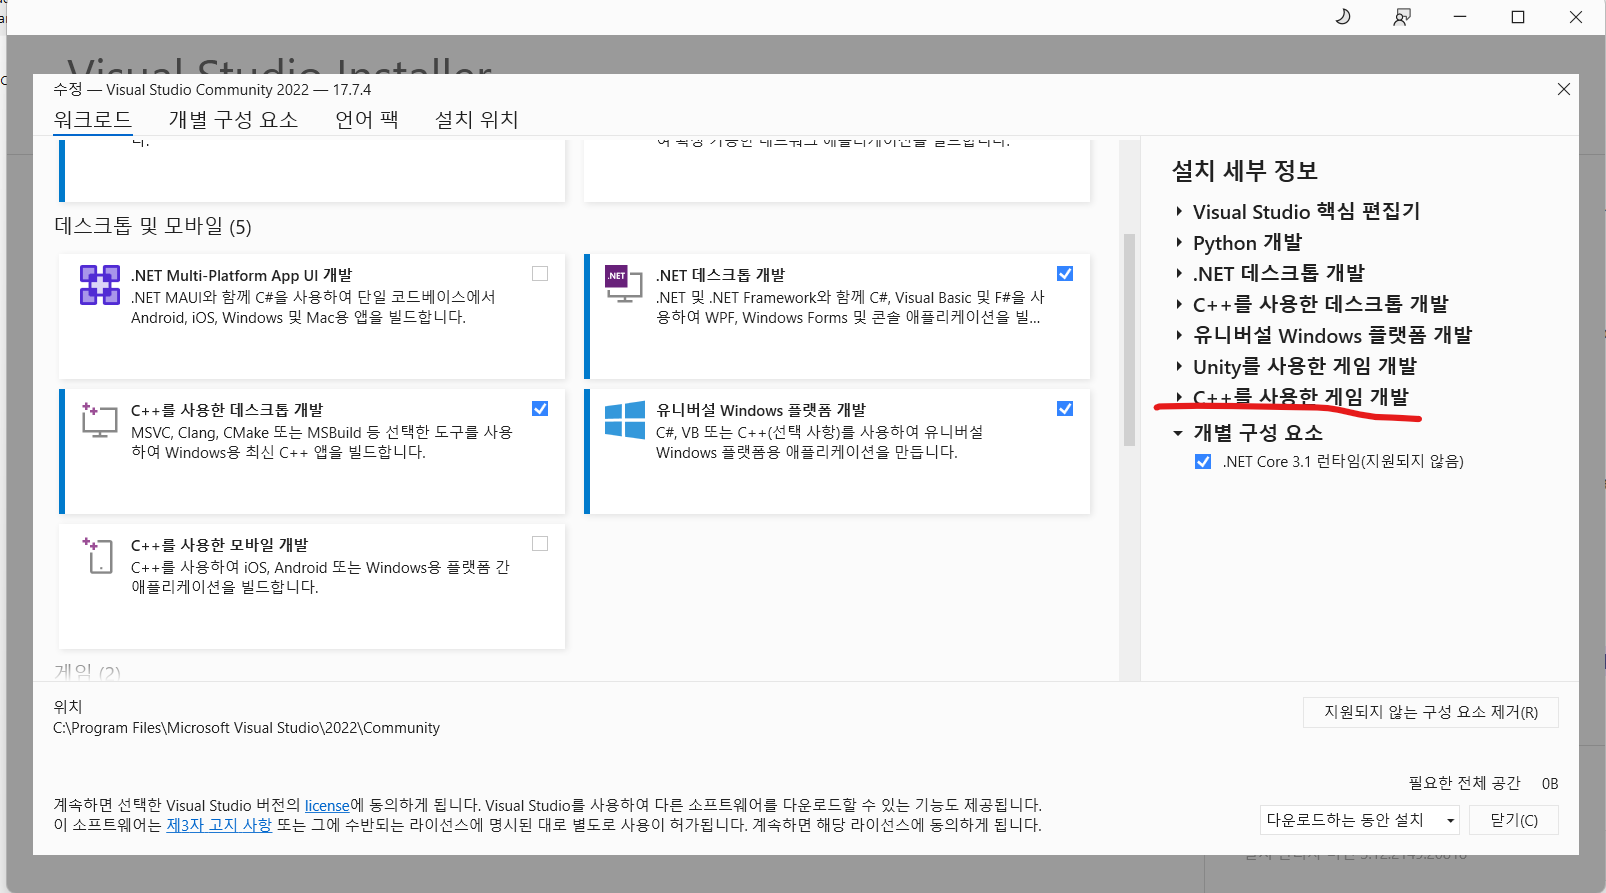 Visual Studio Installer
수정 — Visual Studio Community 2022 — 17.7.4
워크로드 개별 구성 요소 언어 팩 설치 위치
다.
여 확장 가능한 네트워크 애플리케이션을 빌드합니다.
데스크톱 및 모바일 (5)
.NET Multi-Platform App UI 개발
.NET MAUI와 함께 C#을 사용하여 단일 코드베이스에서
Android, iOS, Windows 및 Mac용 앱을 빌드합니다.
.NET
.NET 데스크톱 개발
.NET 및 .NET Framework와 함께 C#, Visual Basic 및 F#을 사
용하여 WPF, Windows Forms 및 콘솔 애플리케이션을 빌...
C++를 사용한 데스크톱 개발
MSVC, Clang, CMake 또는 MSBuild 등 선택한 도구를 사용
하여 Windows용 최신 C++ 앱을 빌드합니다.
유니버설 Windows 플랫폼 개발
C#, VB 또는 C++(선택 사항)를 사용하여 유니버설
Windows 플랫폼용 애플리케이션을 만듭니다.
C++를 사용한 모바일 개발
C++를 사용하여 iOS, Android 또는 Windows용 플랫폼 간
애플리케이션을 빌드합니다.
게임 (2)
설치 세부 정보
Visual Studio 핵심 편집기
Python 개발
.NET 데스크톱 개발
C++를 사용한 데스크톱 개발
유니버설 Windows 플랫폼 개발
Unity를 사용한 게임 개발
C++를 사용한 게임 개발
개별 구성 요소
.NET Core 3.1 런타임(지원되지 않음)
위치
C:\Program Files\Microsoft Visual Studio\2022\Community
지원되지 않는 구성 요소 제거(R)
필요한 전체 공간 0B
계속하면 선택한 Visual Studio 버전의 license에 동의하게 됩니다. Visual Studio를 사용하여 다른 소프트웨어를 다운로드할 수 있는 기능도 제공됩니다.
이 소프트웨어는 제3자 고지 사항 또는 그에 수반되는 라이선스에 명시된 대로 별도로 사용이 허가됩니다. 계속하면 해당 라이선스에 동의하게 됩니다.
다운로드하는 동안 설치
닫기(C)